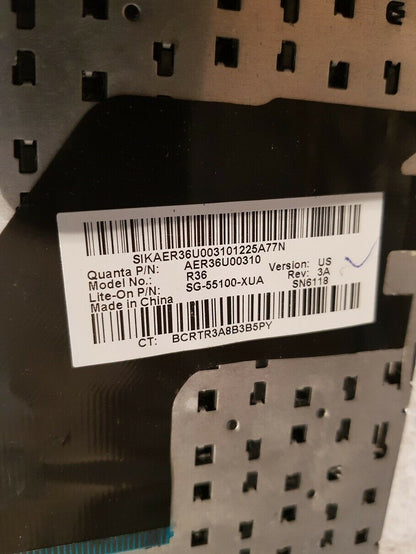 SIKAER36U003101225A77N
Quanta P/N: AER36U00310
Model No.: R36 Version: US
Lite-On P/N: SG-55100-XUA Rev: 3A
Made in China SN6118
CT: BCRTR3A8B3B5PY